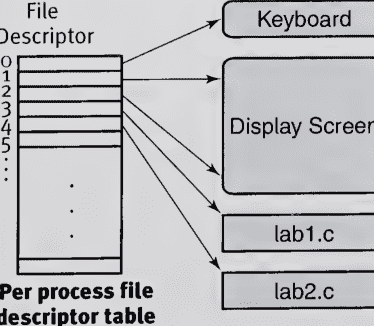 File
Descriptor
0
1
2
3
4
5
Keyboard
Display Screen
lab1.c
lab2.c
Per process file
descriptor table